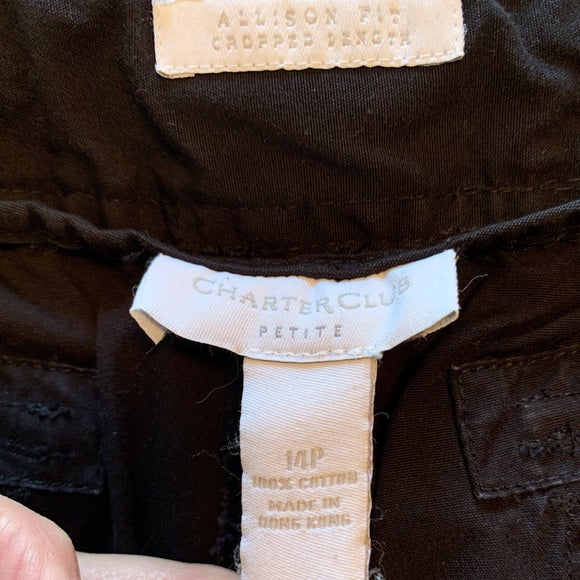 ALLISON FIT
CROPPED LENGTH
CHARTER CLUB
PETITE
14P
100% COTTON
MADE IN
HONG KONG